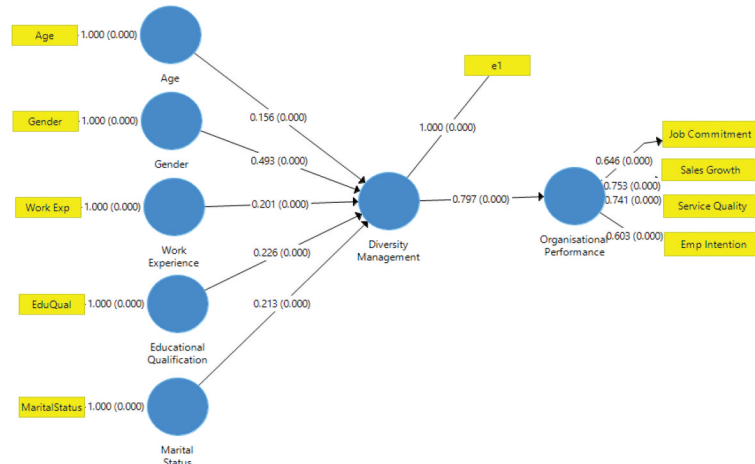 Age
1.000 (0.000)
Age
0.156 (0.000)
Gender
1.000 (0.000)
Gender
0.493 (0.000)
Work Exp
1.000 (0.000)
Work
Experience
0.201 (0.000)
EduQual
1.000 (0.000)
Educational
Qualification
0.226 (0.000)
MaritalStatus
1.000 (0.000)
Marital
Status
0.213 (0.000)
e1
1.000 (0.000)
Diversity
Management
0.797 (0.000)
Organisational
Performance
0.646 (0.000)
0.753 (0.000)
0.741 (0.000)
0.603 (0.000)
Job Commitment
Sales Growth
Service Quality
Emp Intention